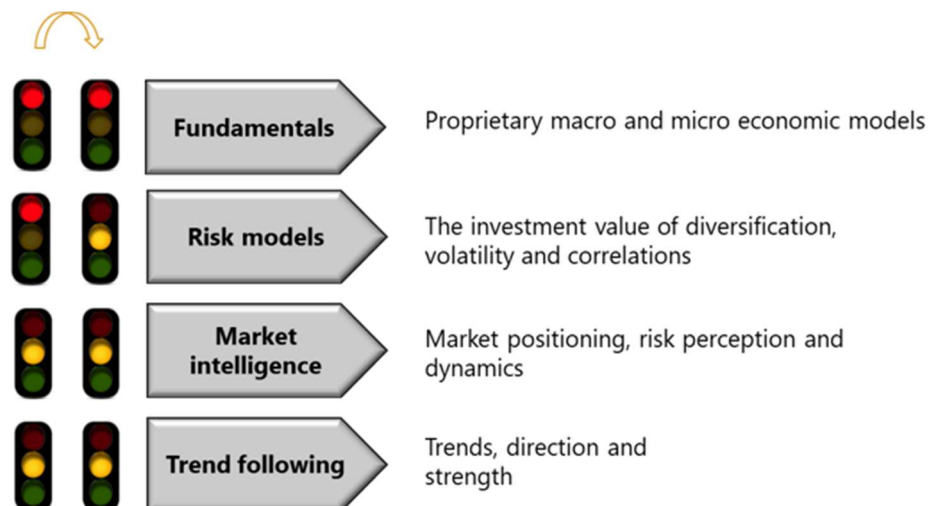 Fundamentals
Proprietary macro and micro economic models
Risk models
The investment value of diversification,
volatility and correlations
Market
intelligence
Market positioning, risk perception and
dynamics
Trend following
Trends, direction and
strength